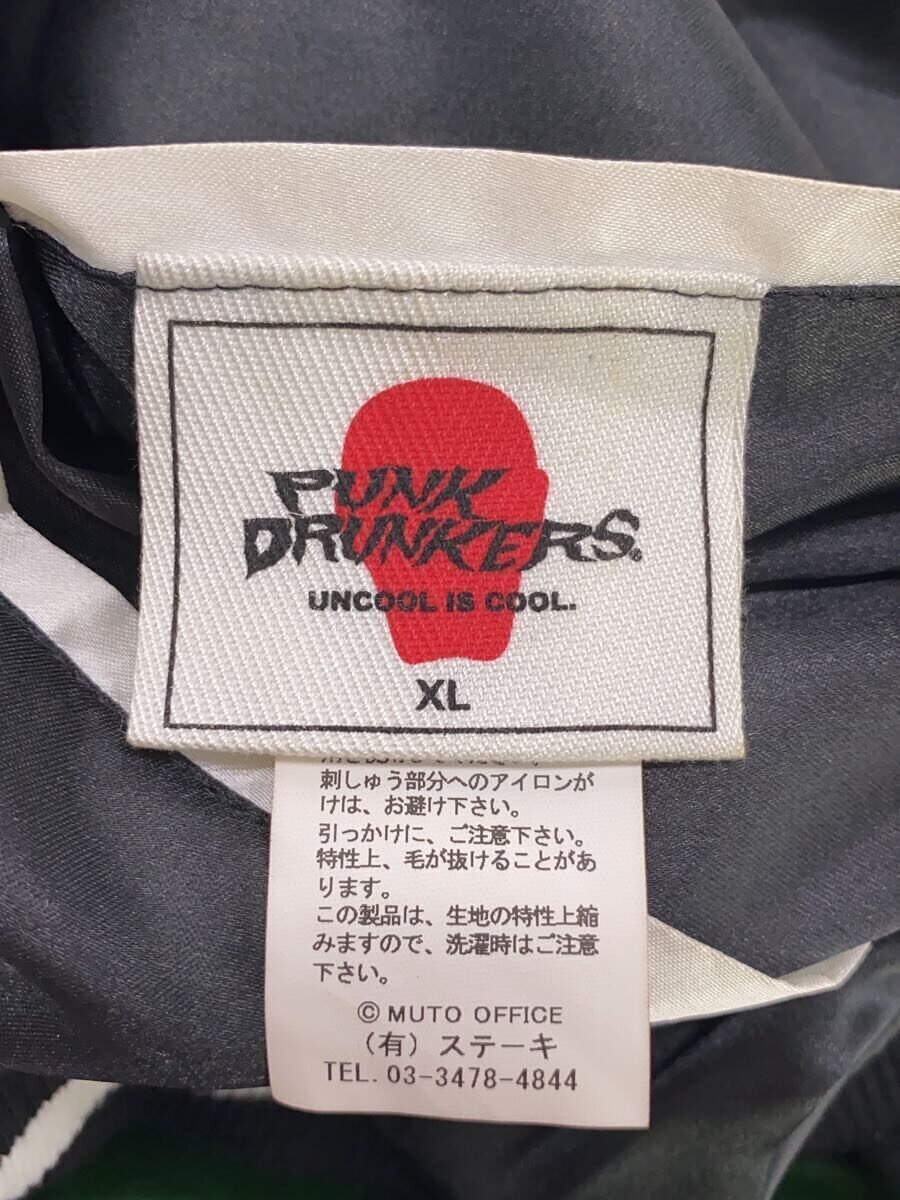 PUNK
DRUNKERS.
UNCOOL IS COOL.
XL
刺しゅう部分へのアイロンが
けは、お避け下さい。
引っかけに、ご注意下さい。
特性上、毛が抜けることがあ
ります。
この製品は、生地の特性上縮
みますので、洗濯時はご注意
下さい。
© MUTO OFFICE
(有) ステーキ
TEL. 03-3478-4844